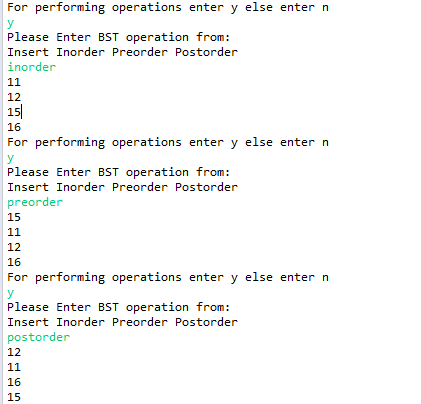 For performing operations enter y else enter n
y
Please Enter BST operation from:
Insert Inorder Preorder Postorder
inorder
11
12
15
16
For performing operations enter y else enter n
y
Please Enter BST operation from:
Insert Inorder Preorder Postorder
preorder
15
11
12
16
For performing operations enter y else enter n
y
Please Enter BST operation from:
Insert Inorder Preorder Postorder
postorder
12
11
16
15